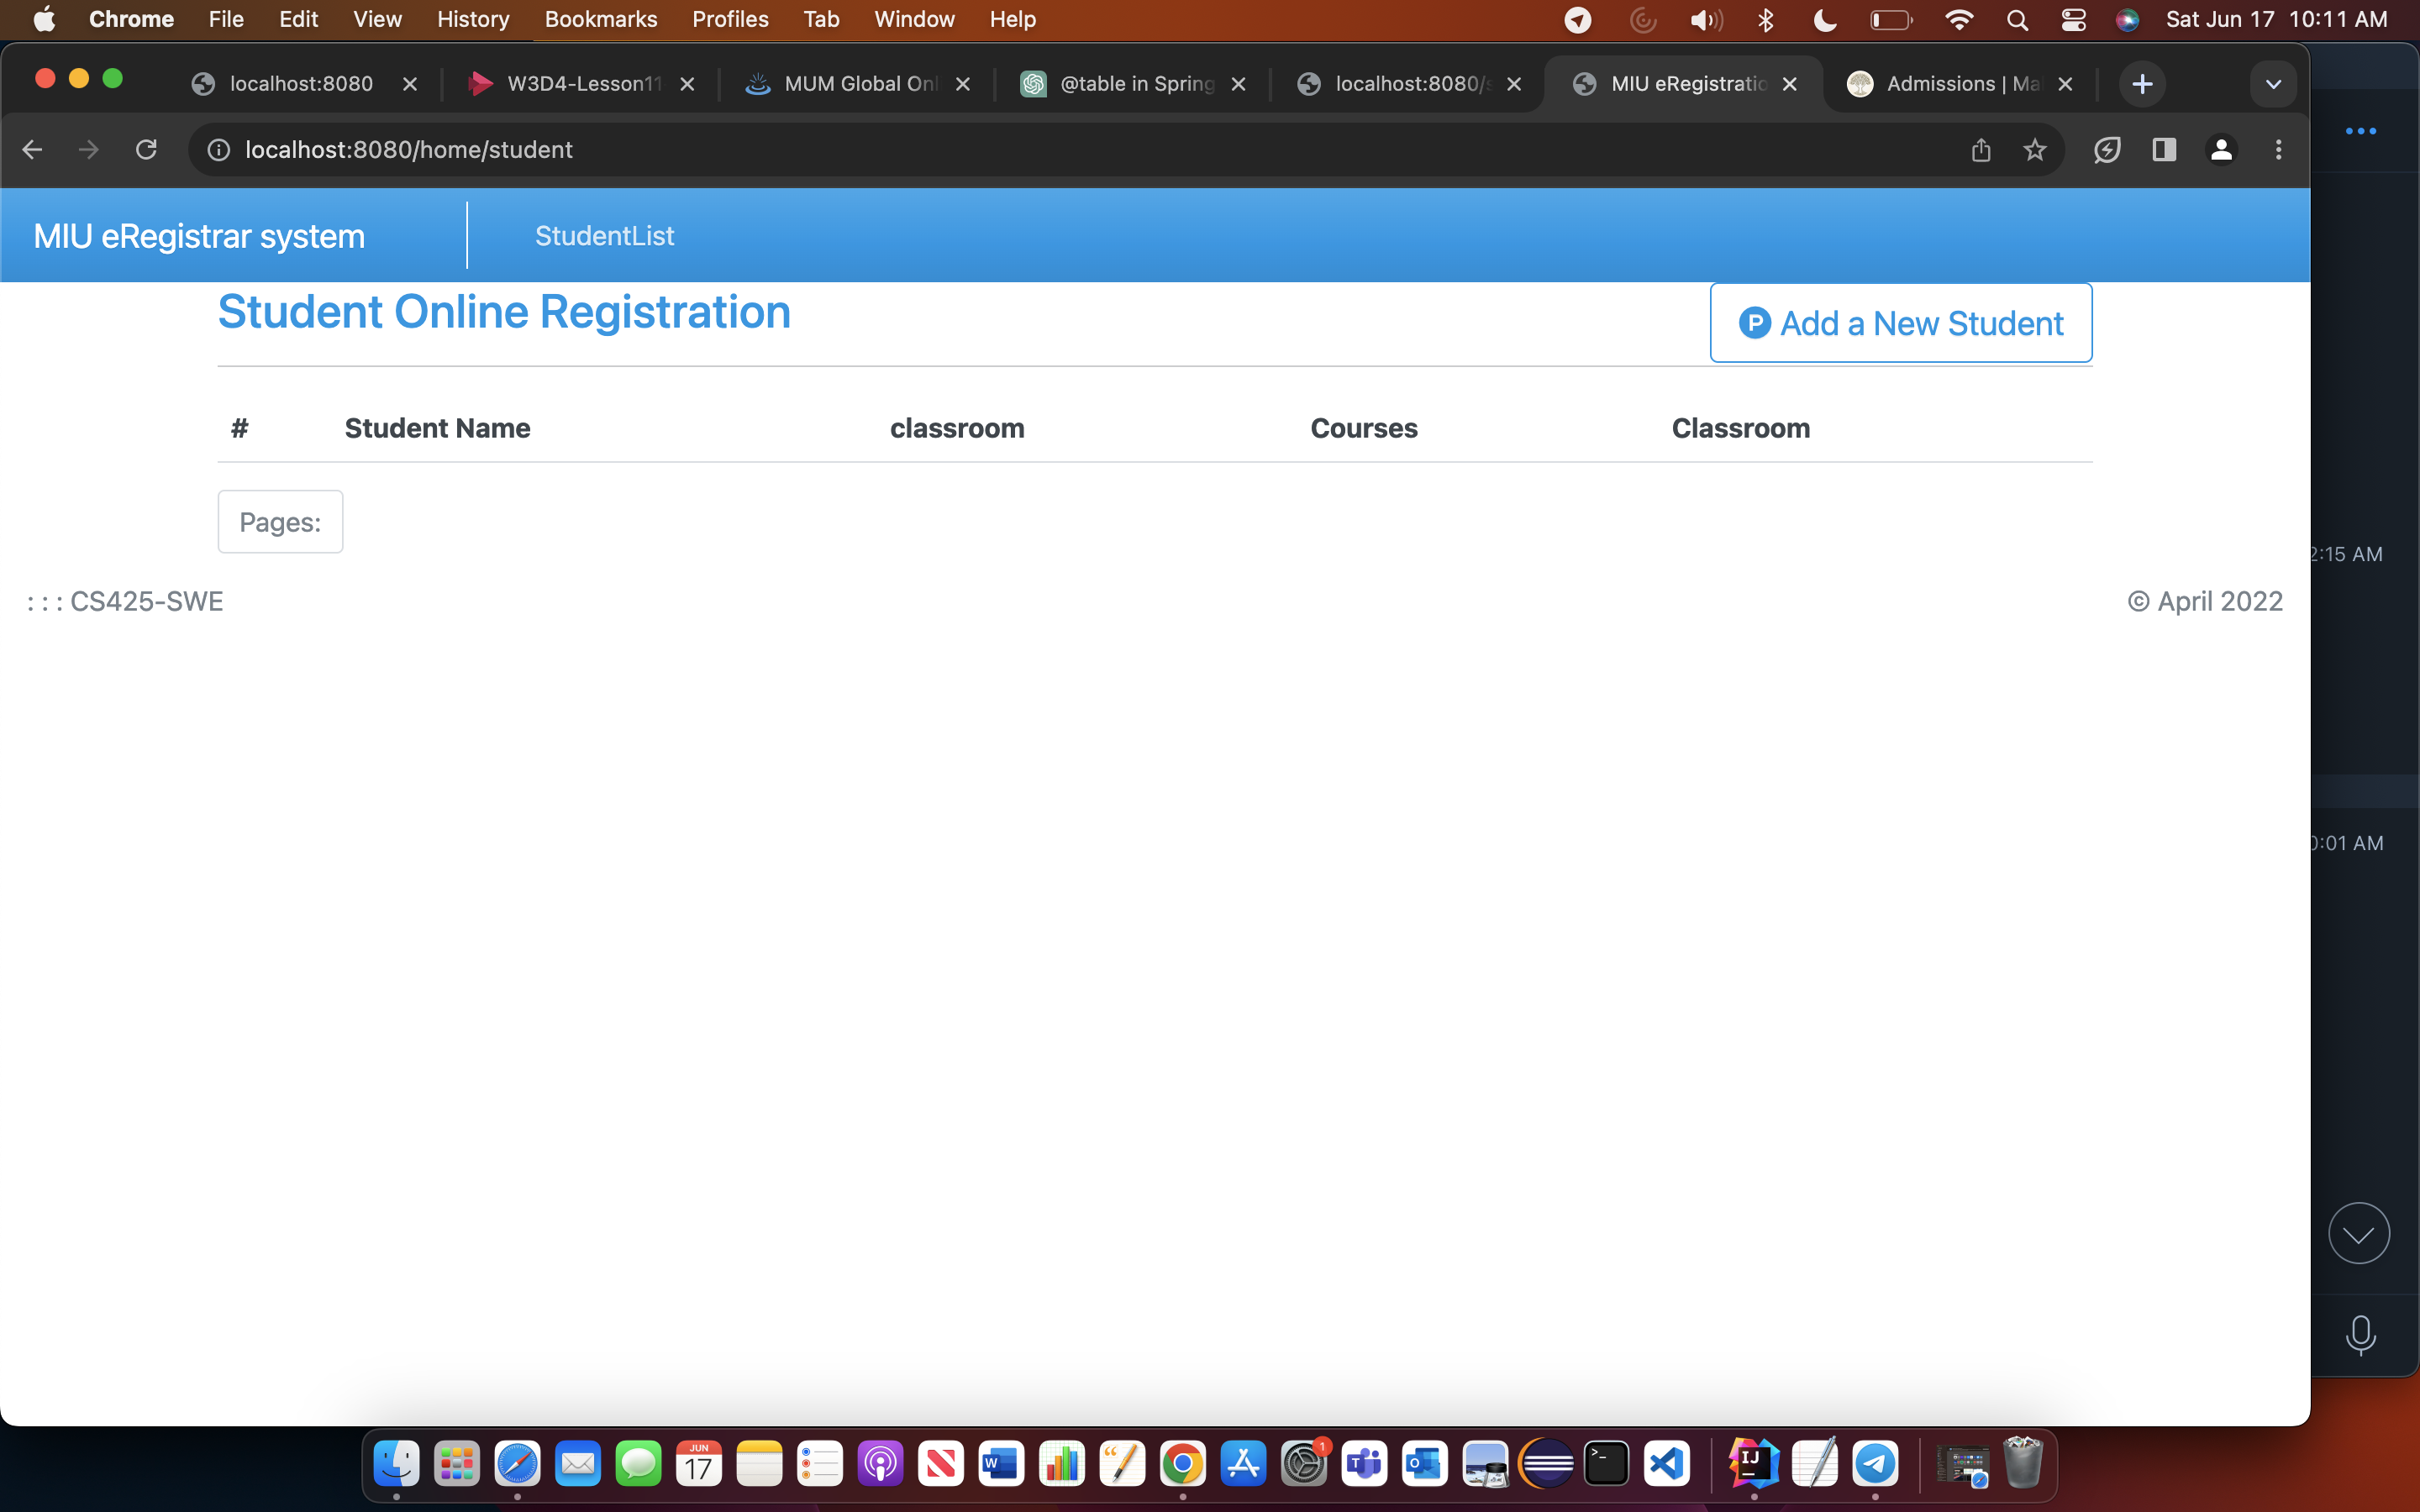 Chrome File Edit View History Bookmarks Profiles Tab Window Help Sat Jun 17 10:11 AM
localhost:8080 W3D4-Lesson11 MUM Global Onl @table in Spring localhost:8080/s MIU eRegistratio Admissions | Ma
localhost:8080/home/student
MIU eRegistrar system StudentList
Student Online Registration
P Add a New Student
# Student Name classroom Courses Classroom
Pages:
2:15 AM
: : : CS425-SWE © April 2022
0:01 AM
JUN
17
1
W
T
O
IJ